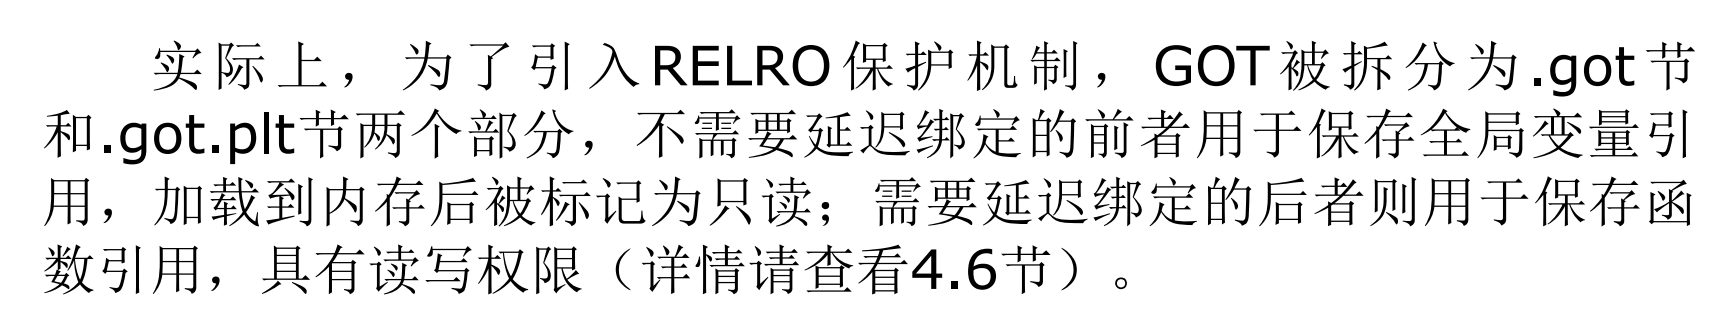 实际上，为了引入RELRO保护机制，GOT被拆分为.got节
和.got.plt节两个部分，不需要延迟绑定的前者用于保存全局变量引
用，加载到内存后被标记为只读；需要延迟绑定的后者则用于保存函
数引用，具有读写权限（详情请查看4.6节）。